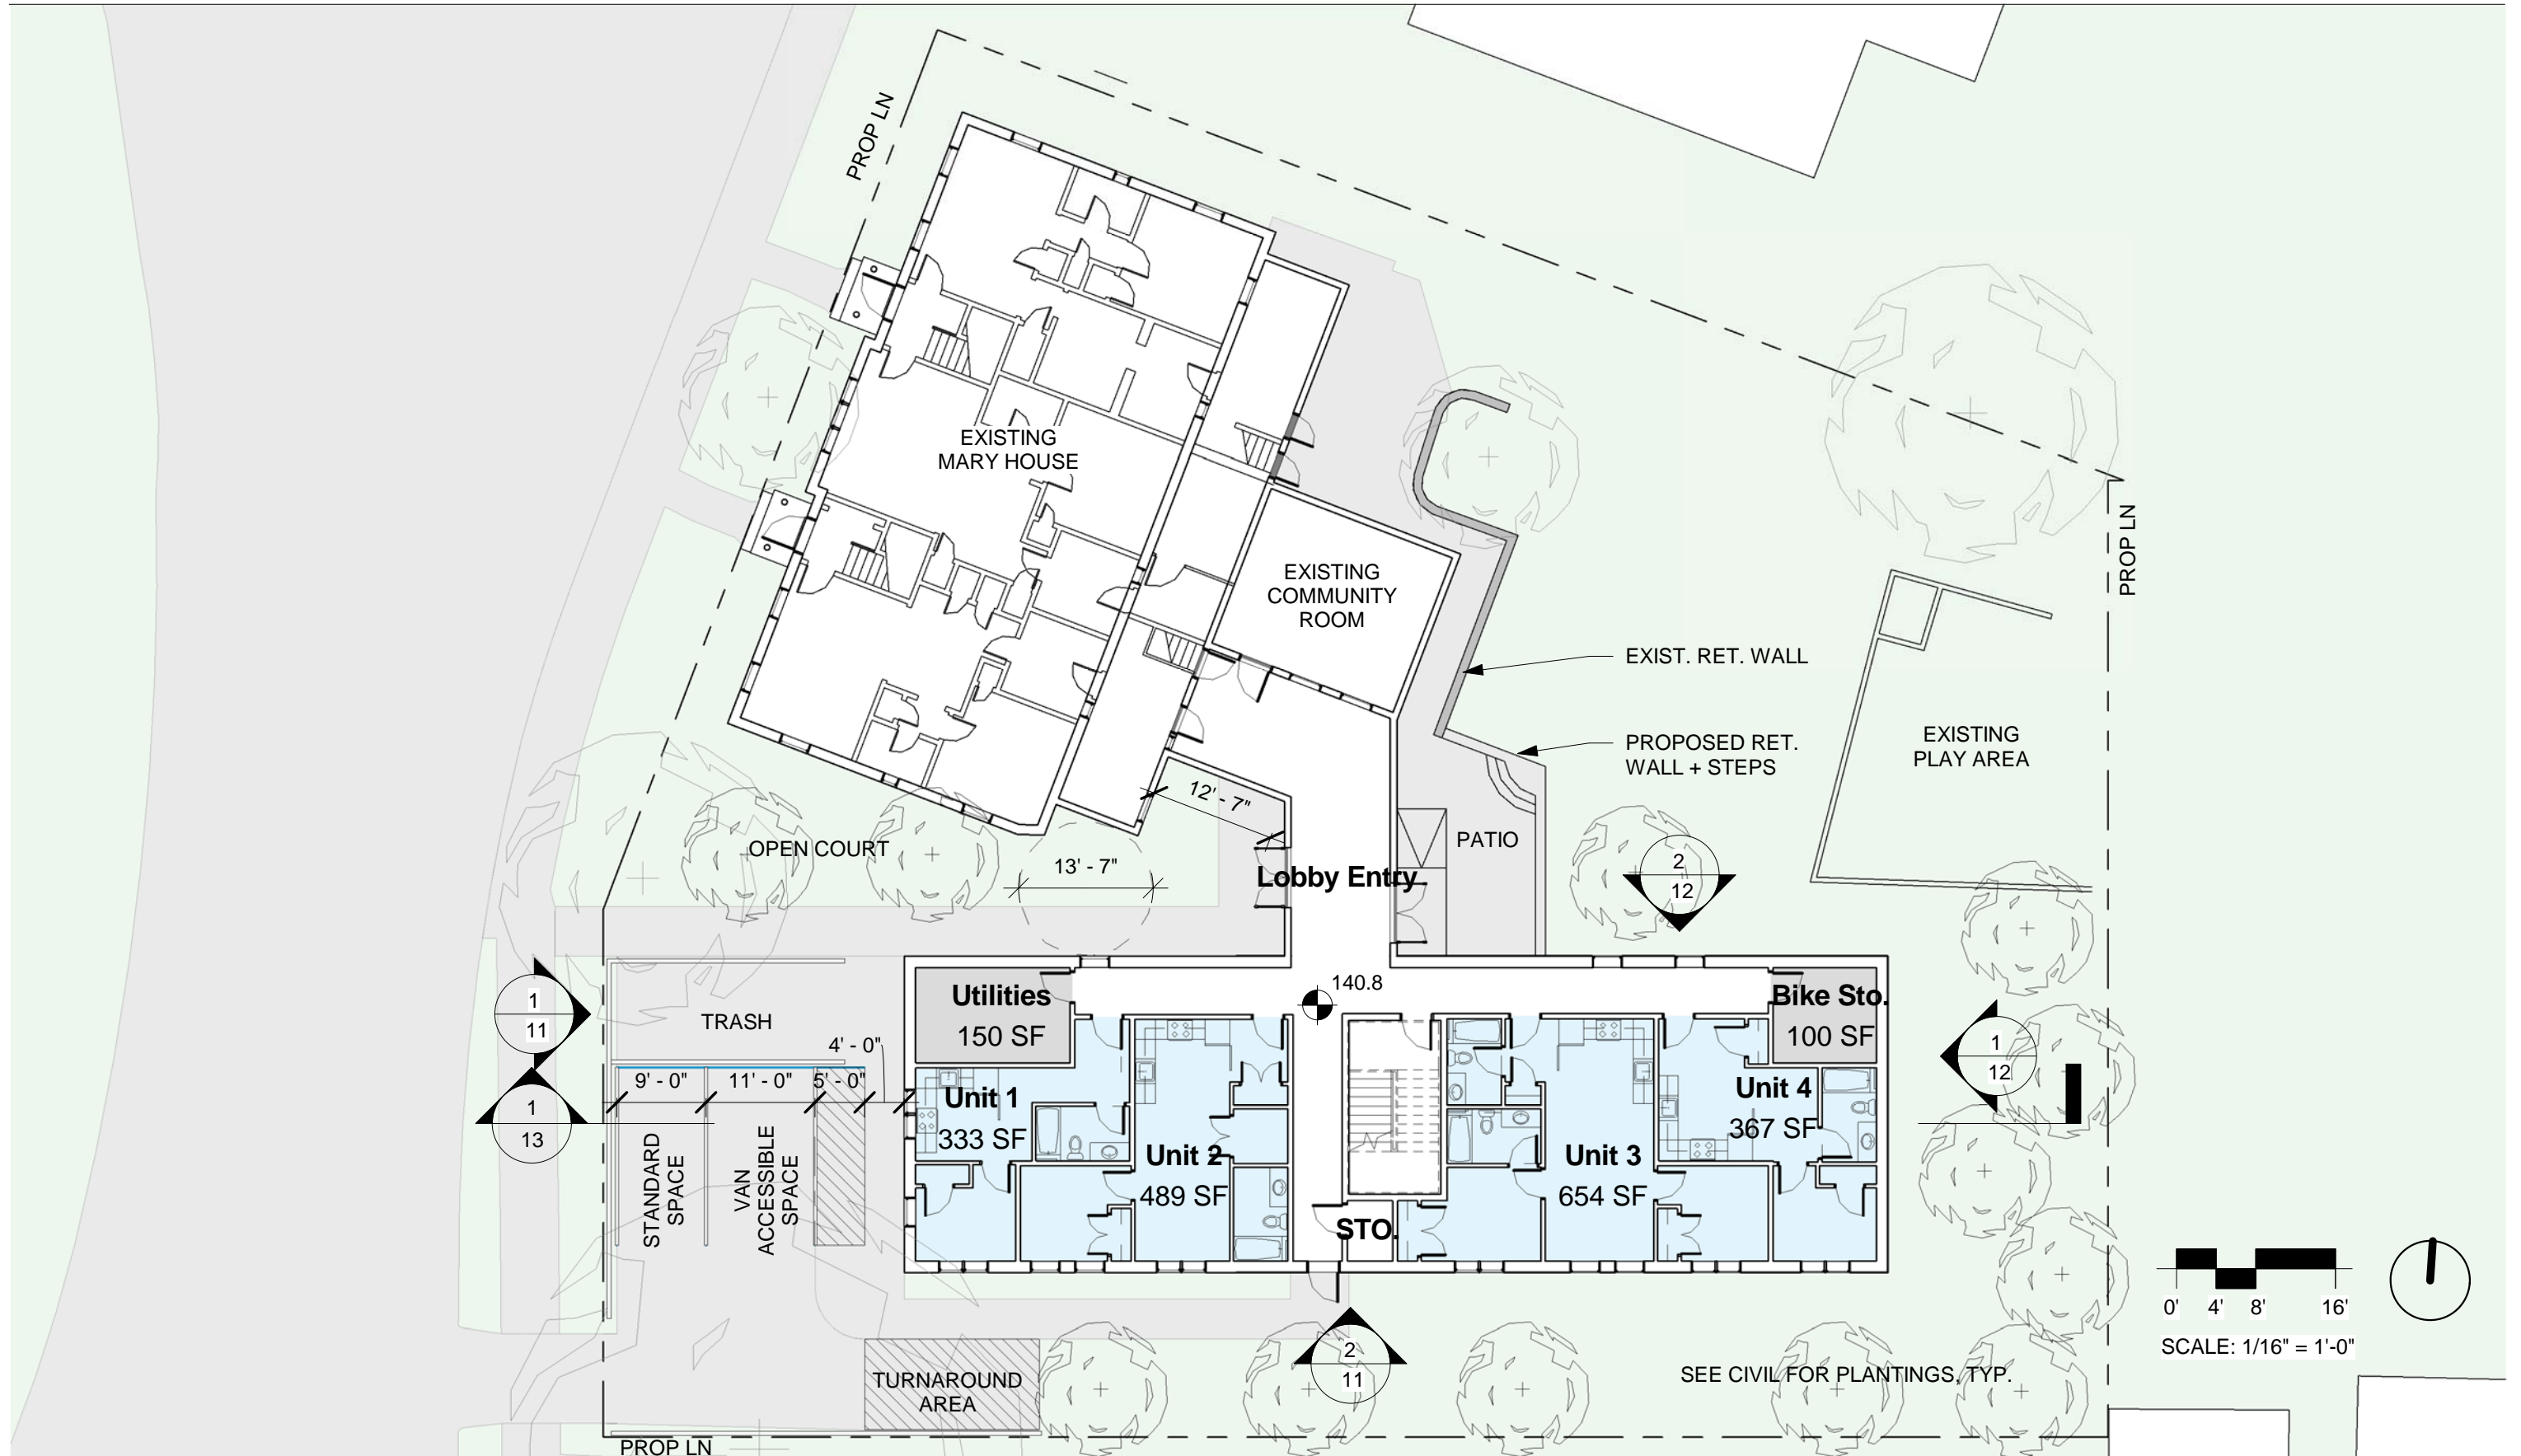 PROP LN
EXISTING
MARY HOUSE
EXISTING
COMMUNITY
ROOM
PROP LN
EXIST. RET. WALL
PROPOSED RET.
WALL + STEPS
EXISTING
PLAY AREA
12' - 7"
OPEN COURT
13' - 7"
Lobby Entry
PATIO
2
12
140.8
Utilities
150 SF
Bike Sto.
100 SF
1
11
TRASH
4' - 0"
9' - 0"
11' - 0"
5' - 0"
1
13
STANDARD
SPACE
VAN
ACCESSIBLE
SPACE
Unit 1
333 SF
Unit 2
489 SF
Unit 3
654 SF
Unit 4
367 SF
1
12
STO.
0'
4'
8'
16'
SCALE: 1/16" = 1'-0"
2
11
TURNAROUND
AREA
SEE CIVIL FOR PLANTINGS, TYP.
PROP LN